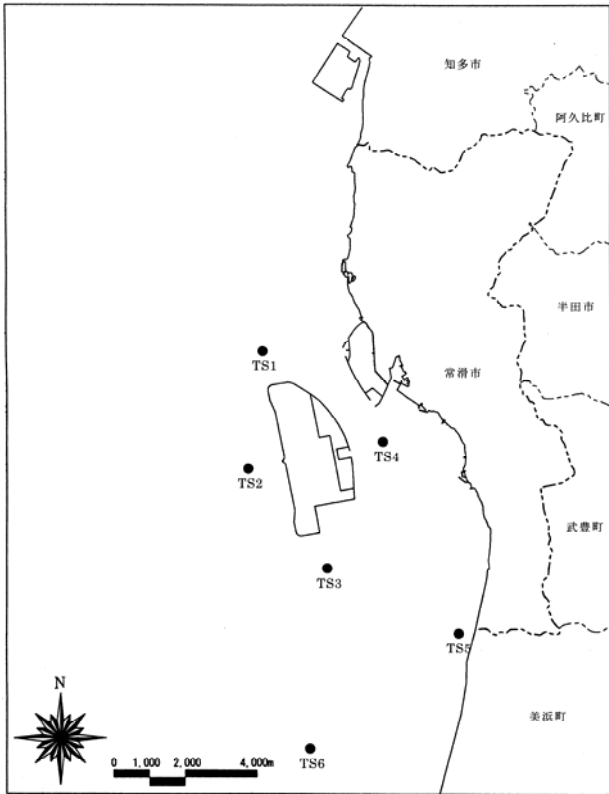 知多市
阿久比町
半田市
TS1
常滑市
TS4
TS2
武豊町
TS3
TS5
N
美浜町
TS6
0 1,000 2,000 4,000m